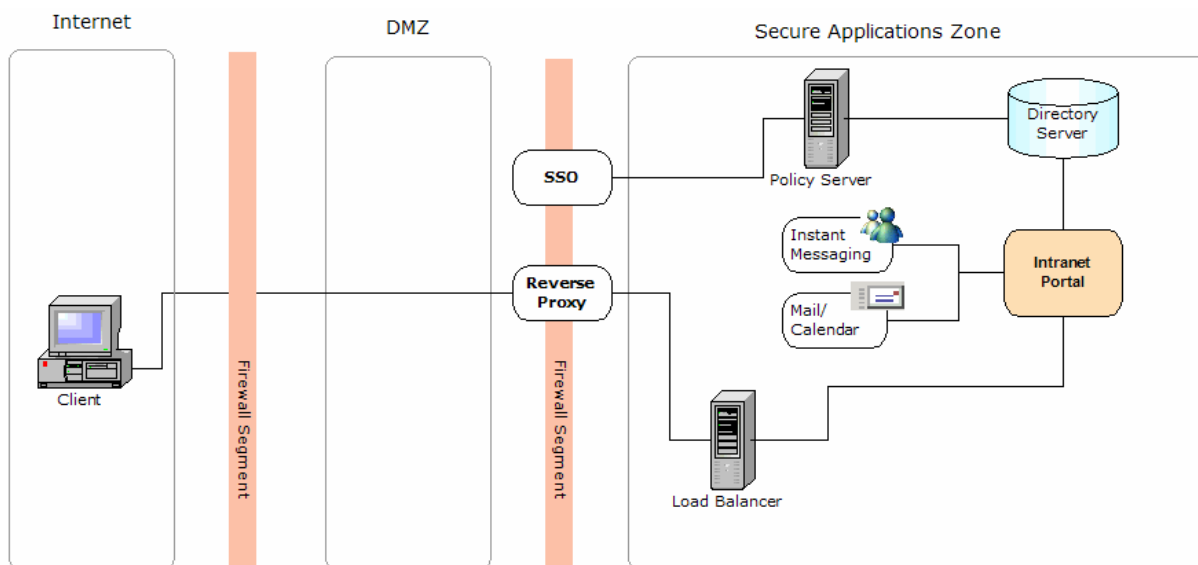 Internet
DMZ
Secure Applications Zone
Directory
Server
SSO
Policy Server
Instant
Messaging
Intranet
Portal
Reverse
Proxy
Mail/
Calendar
Client
Firewall Segment
Firewall Segment
Load Balancer